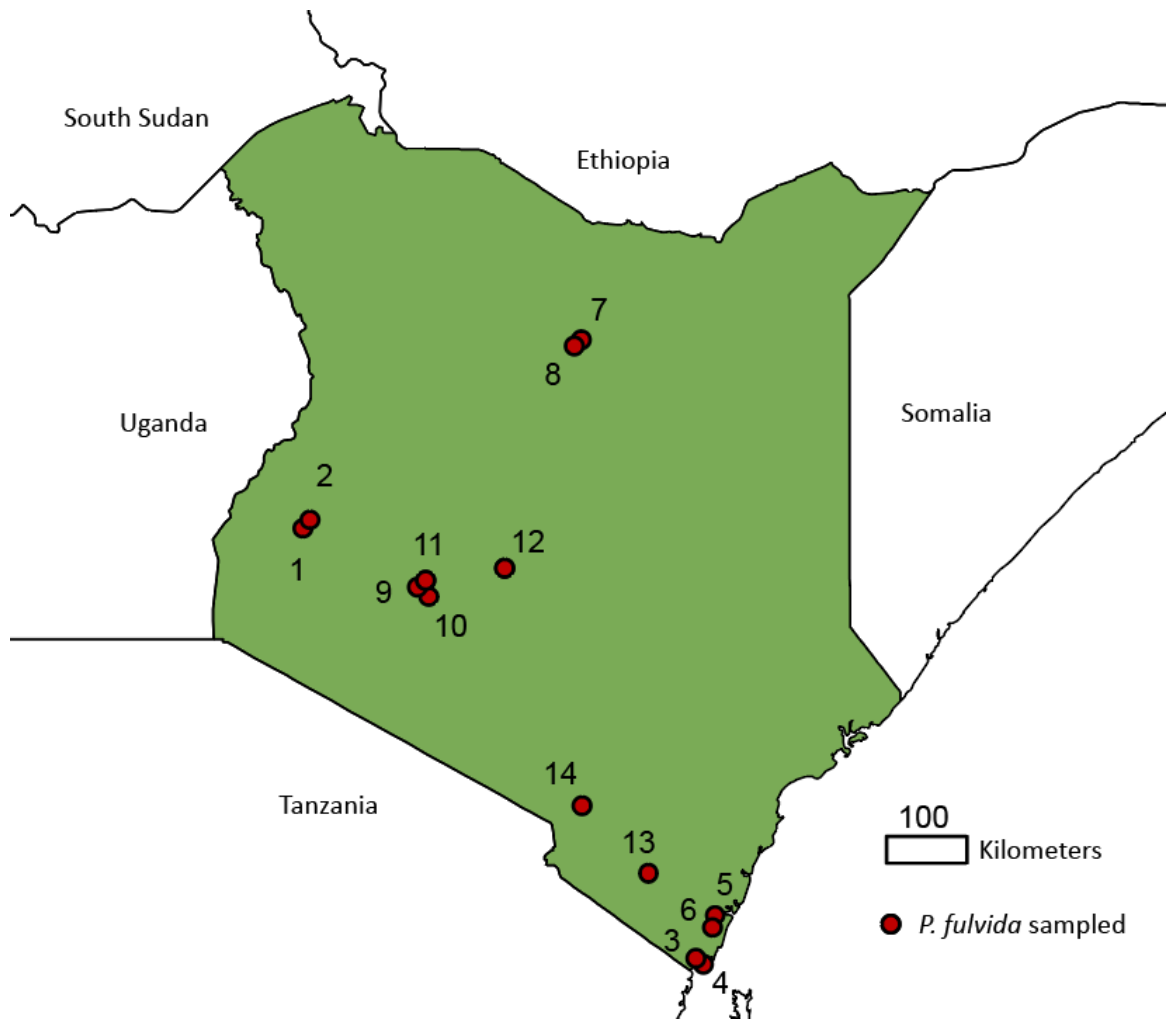 South Sudan
Ethiopia
7
8
Somalia
Uganda
2
1
11
12
9
10
14
Tanzania
100
Kilometers
13
5
6
P. fulvida sampled
3
4